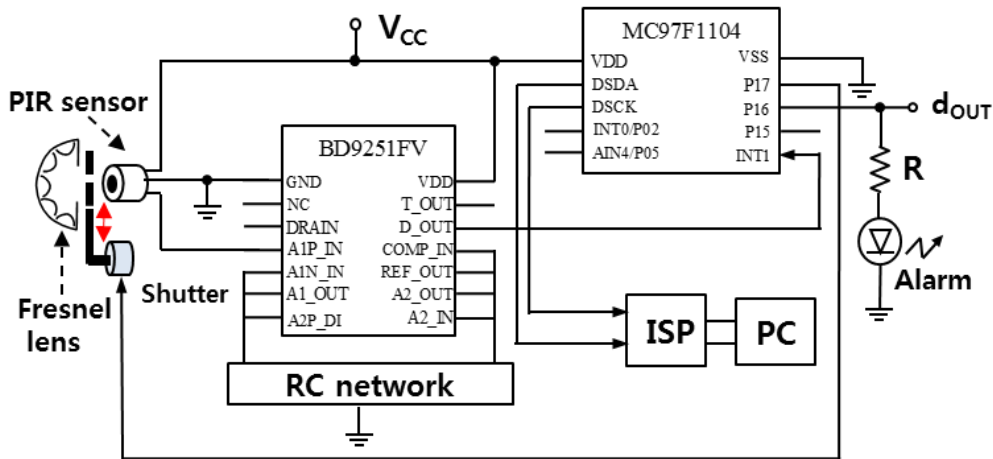 V_CC
PIR sensor
Fresnel
lens
Shutter
BD9251FV
GND
NC
DRAIN
A1P_IN
A1N_IN
A1_OUT
A2P_DI
VDD
T_OUT
D_OUT
COMP_IN
REF_OUT
A2_OUT
A2_IN
RC network
MC97F1104
VDD
DSDA
DSCK
INT0/P02
AIN4/P05
VSS
P17
P16
P15
INT1
d_OUT
R
Alarm
ISP
PC